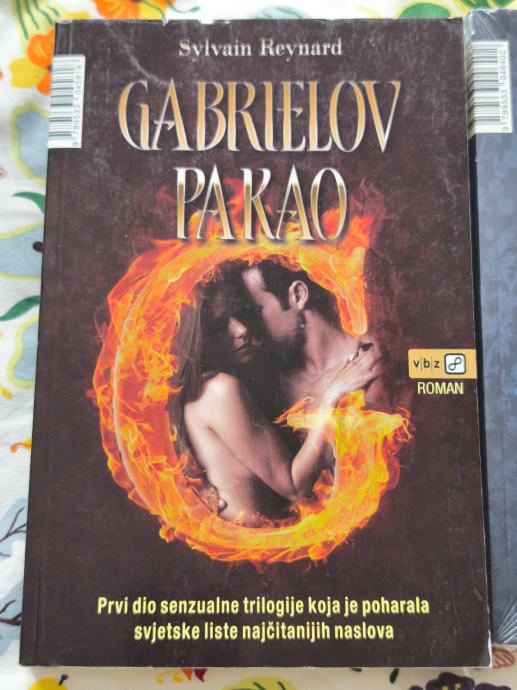 Sylvain Reynard
GABRIELOV
PAKAO
v|b|z
ROMAN
Prvi dio senzualne trilogije koja je poharala
svjetske liste najčitanijih naslova